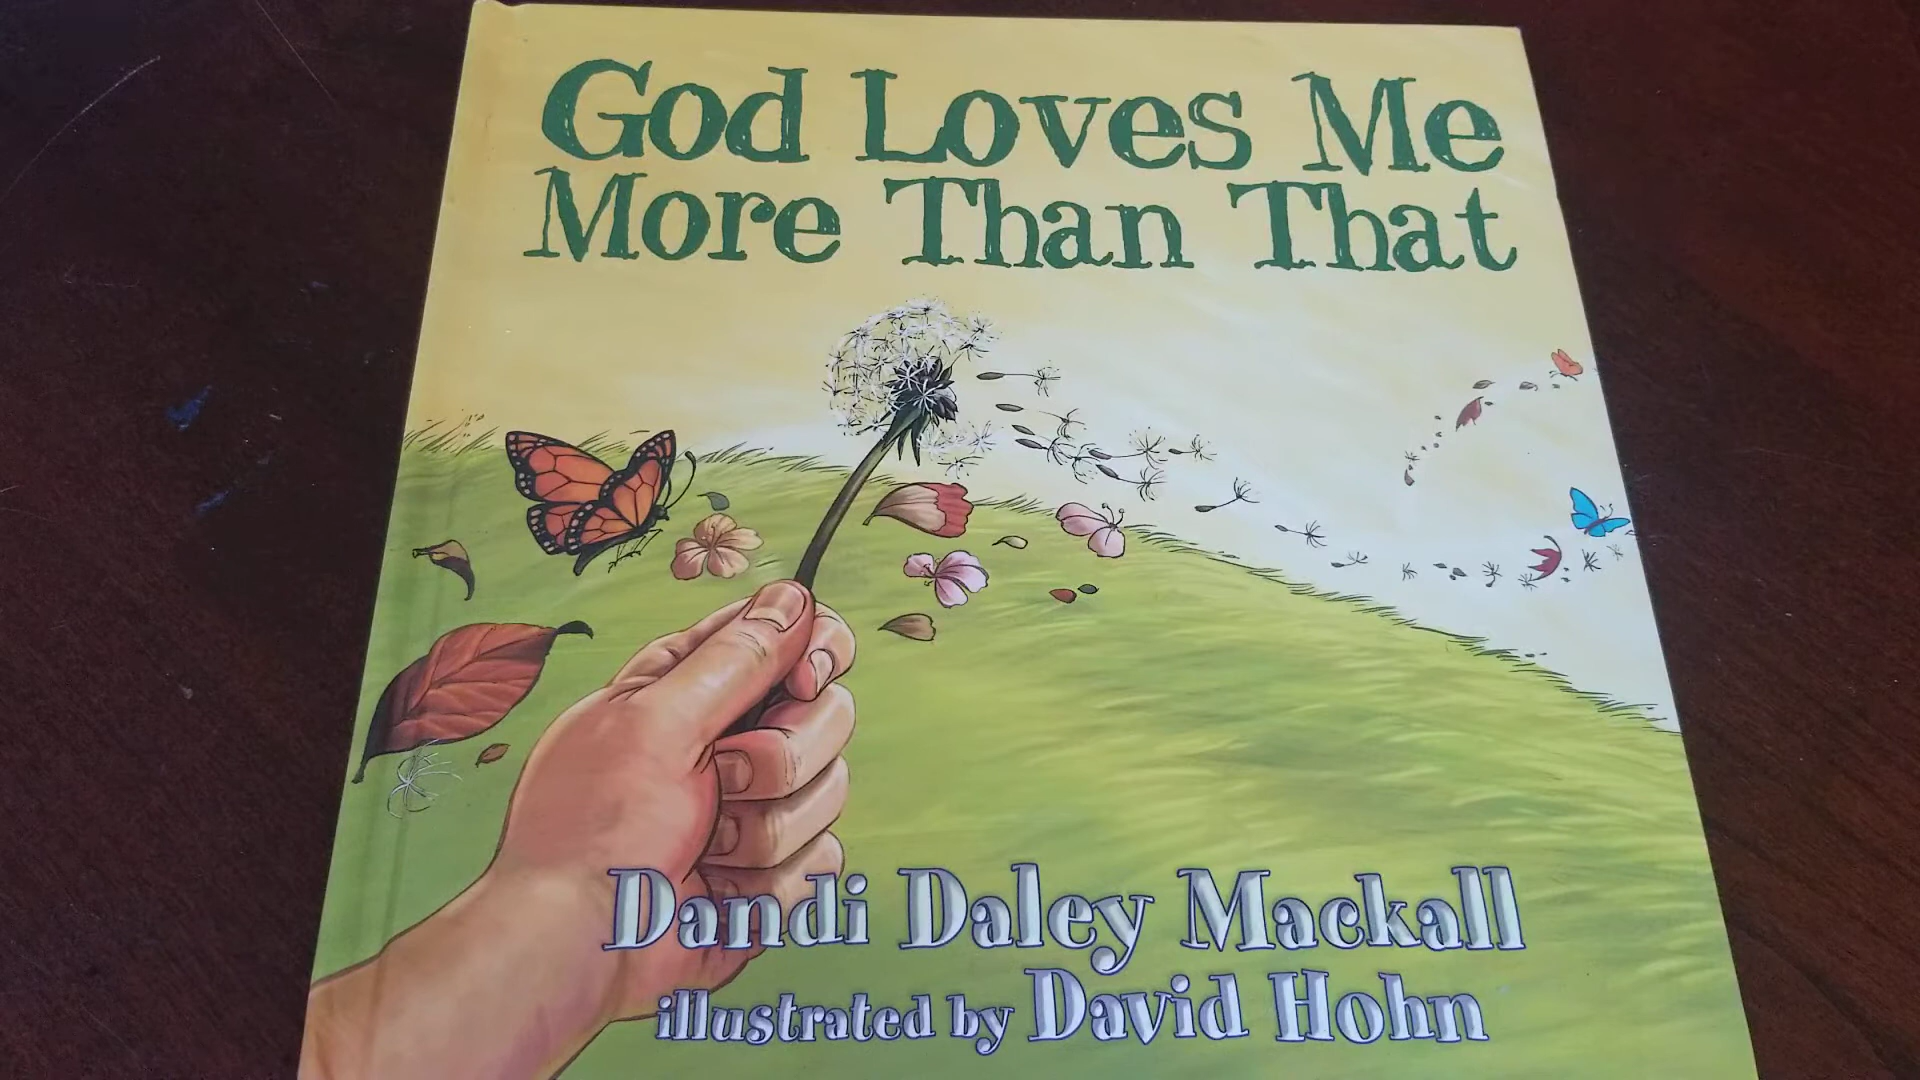 God Loves Me
More Than That
Dandi Daley Mackall
illustrated by David Hohn